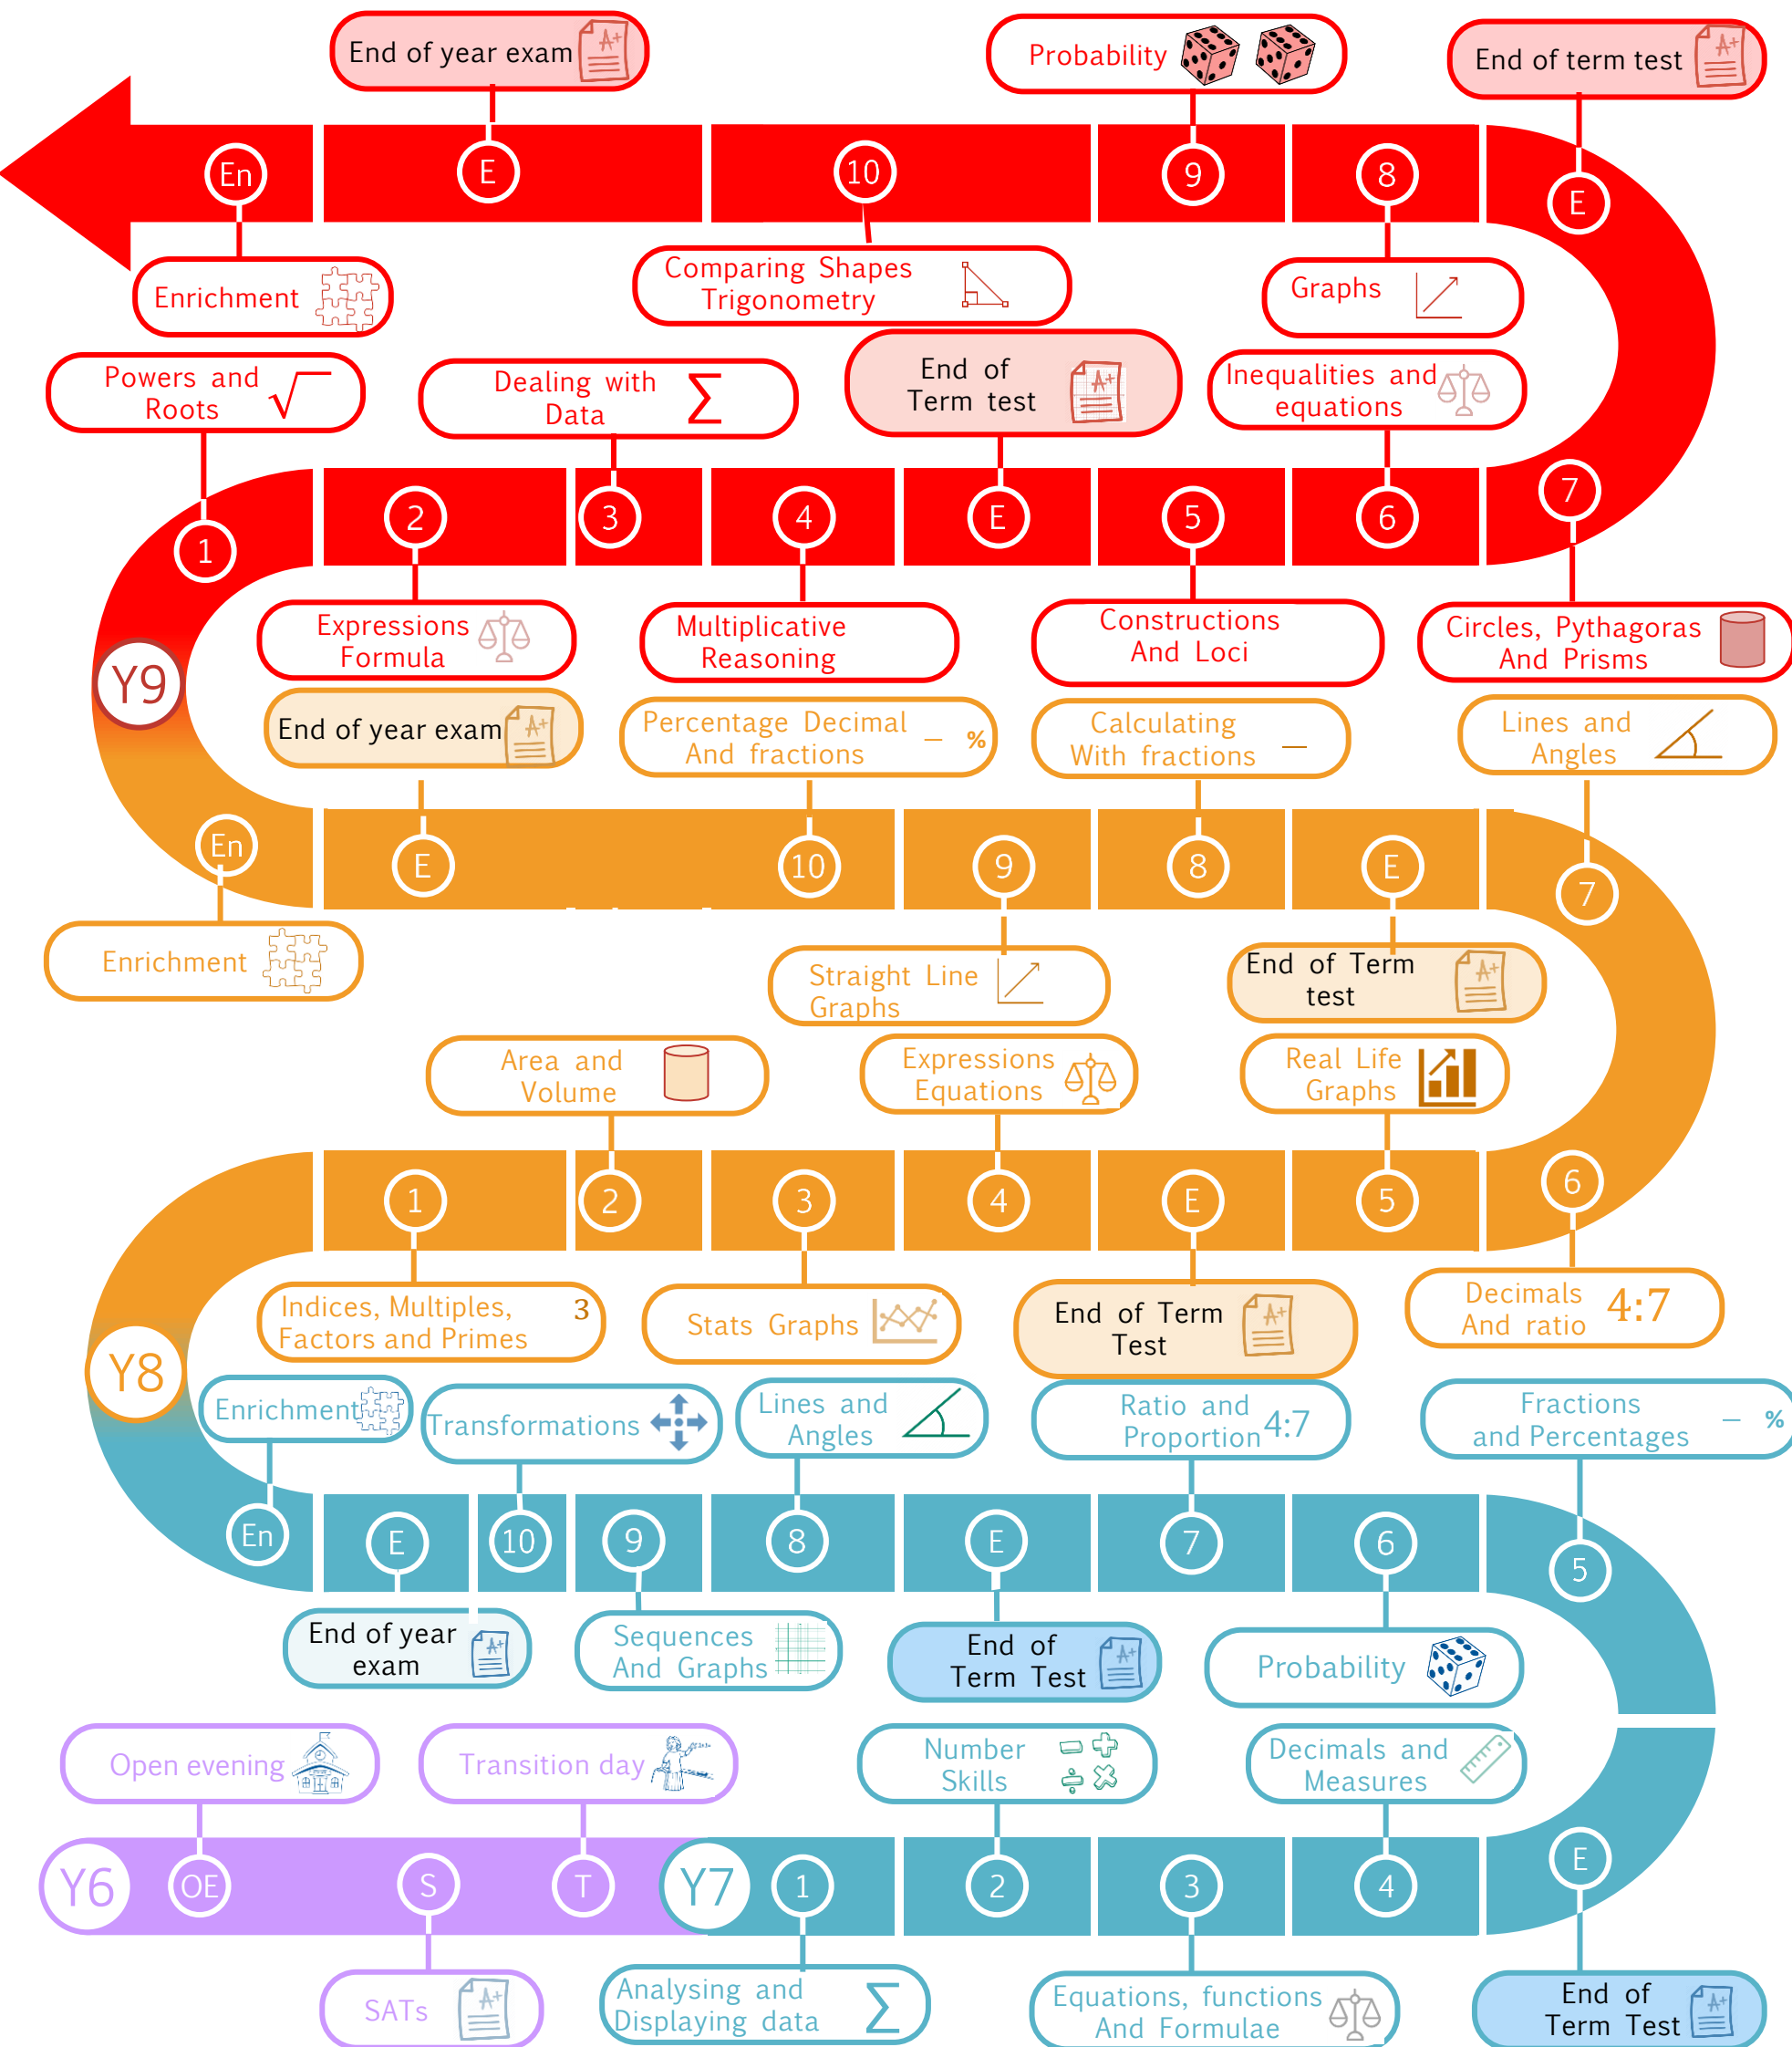 End of year exam
Probability
End of term test
En
E
10
9
8
E
Enrichment
Comparing Shapes
Trigonometry
Graphs
Powers and
Roots
Dealing with
Data
Σ
End of
Term test
Inequalities and
equations
1
2
3
4
E
5
6
7
Expressions
Formula
Multiplicative
Reasoning
Constructions
And Loci
Circles, Pythagoras
And Prisms
Y9
End of year exam
Percentage Decimal
And fractions
– %
Calculating
With fractions
–
Lines and
Angles
En
E
10
9
8
E
7
Enrichment
Straight Line
Graphs
End of Term
test
Area and
Volume
Expressions
Equations
Real Life
Graphs
1
2
3
4
E
5
6
Indices, Multiples,
Factors and Primes
3
Stats Graphs
End of Term
Test
Decimals
And ratio
4:7
Y8
Enrichment
Transformations
Lines and
Angles
Ratio and
Proportion
4:7
Fractions
and Percentages
– %
En
E
10
9
8
E
7
6
5
End of year
exam
Sequences
And Graphs
End of
Term Test
Probability
Open evening
Transition day
Number
Skills
Decimals and
Measures
Y6
OE
S
T
Y7
1
2
3
4
E
SATs
Analysing and
Displaying data
Σ
Equations, functions
And Formulae
End of
Term Test